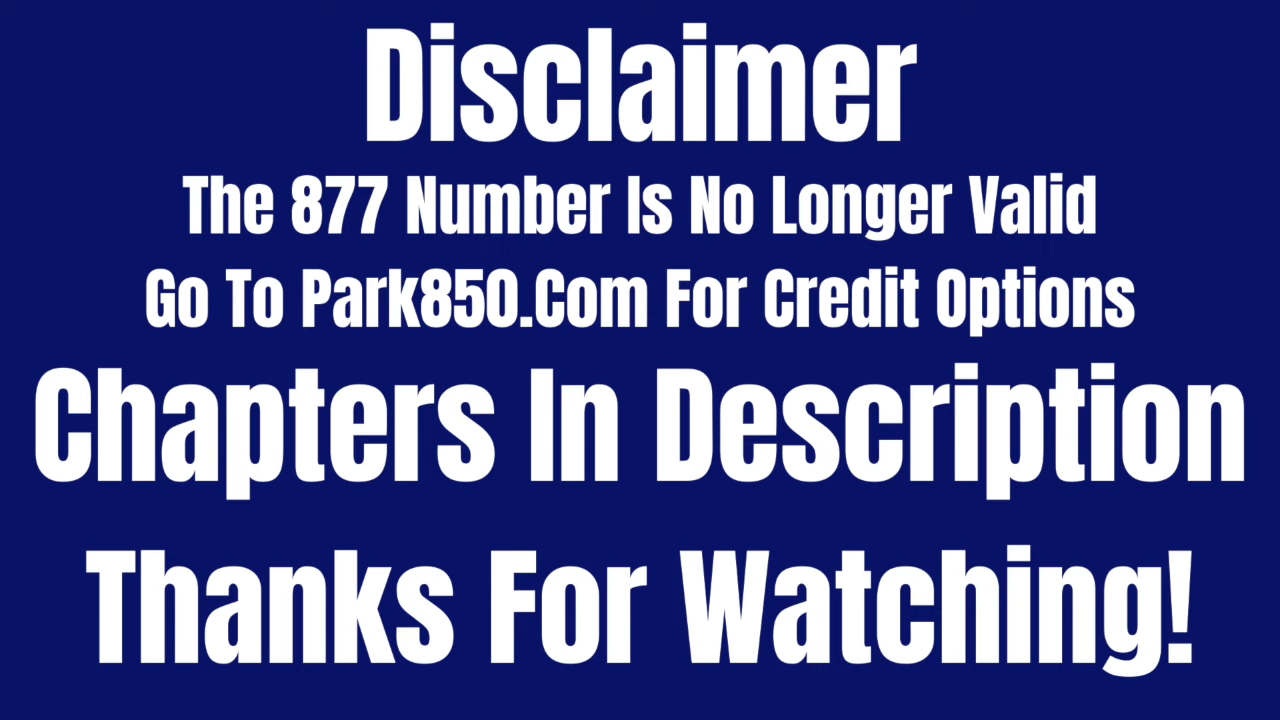 Disclaimer
The 877 Number Is No Longer Valid
Go To Park850.Com For Credit Options
Chapters In Description
Thanks For Watching!